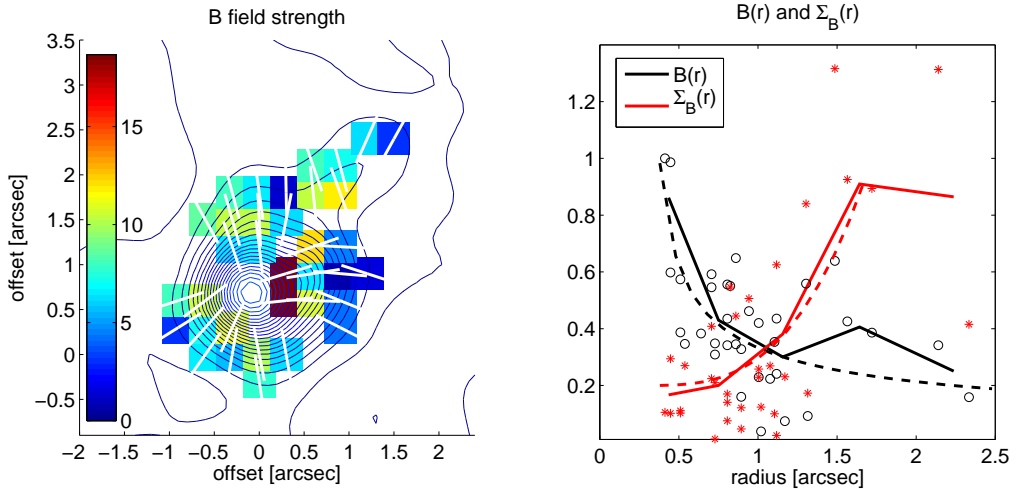 B field strength
offset [arcsec]
3.5
3
2.5
2
1.5
1
0.5
0
−0.5
15
10
5
0
−2 −1.5 −1 −0.5 0 0.5 1 1.5 2
offset [arcsec]
B(r) and Σ_B(r)
B(r)
Σ_B(r)
1.2
1
0.8
0.6
0.4
0.2
0 0.5 1.0 1.5 2 2.5
radius [arcsec]